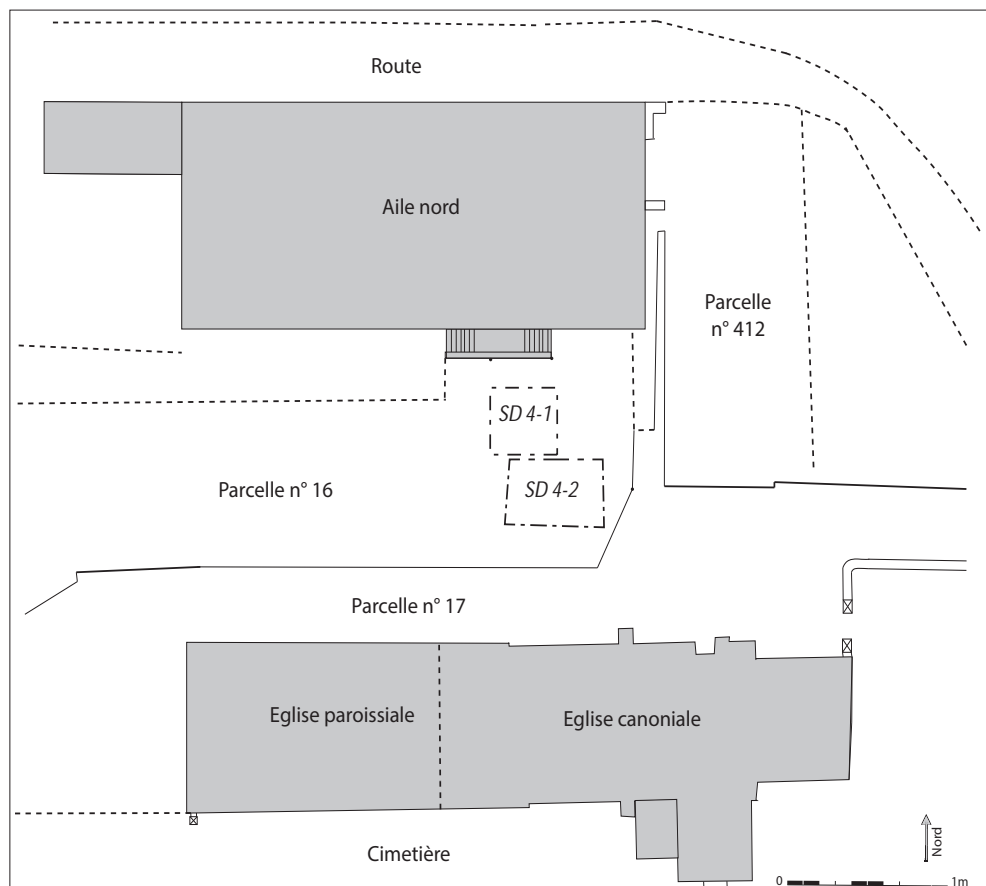 Route
Aile nord
Parcelle
n° 412
SD 4-1
SD 4-2
Parcelle n° 16
Parcelle n° 17
Eglise paroissiale
Eglise canoniale
Cimetière
Nord
0
1m